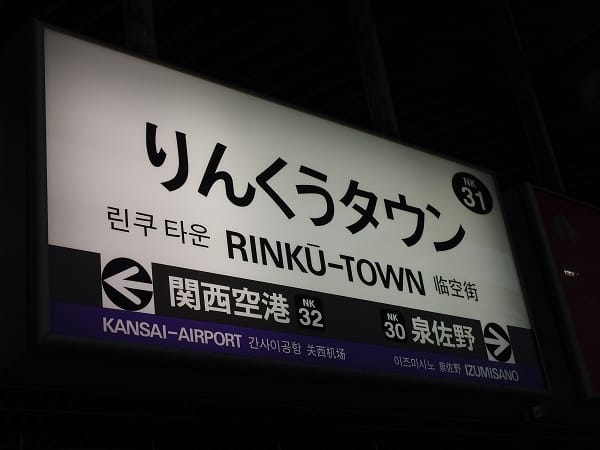 りんくうタウン
NK
31
린쿠 타운 RINKŪ-TOWN 临空街
関西空港 NK 32 NK 30 泉佐野
KANSAI-AIRPORT 간사이공항 关西机场 이즈미사노 泉佐野 IZUMISANO